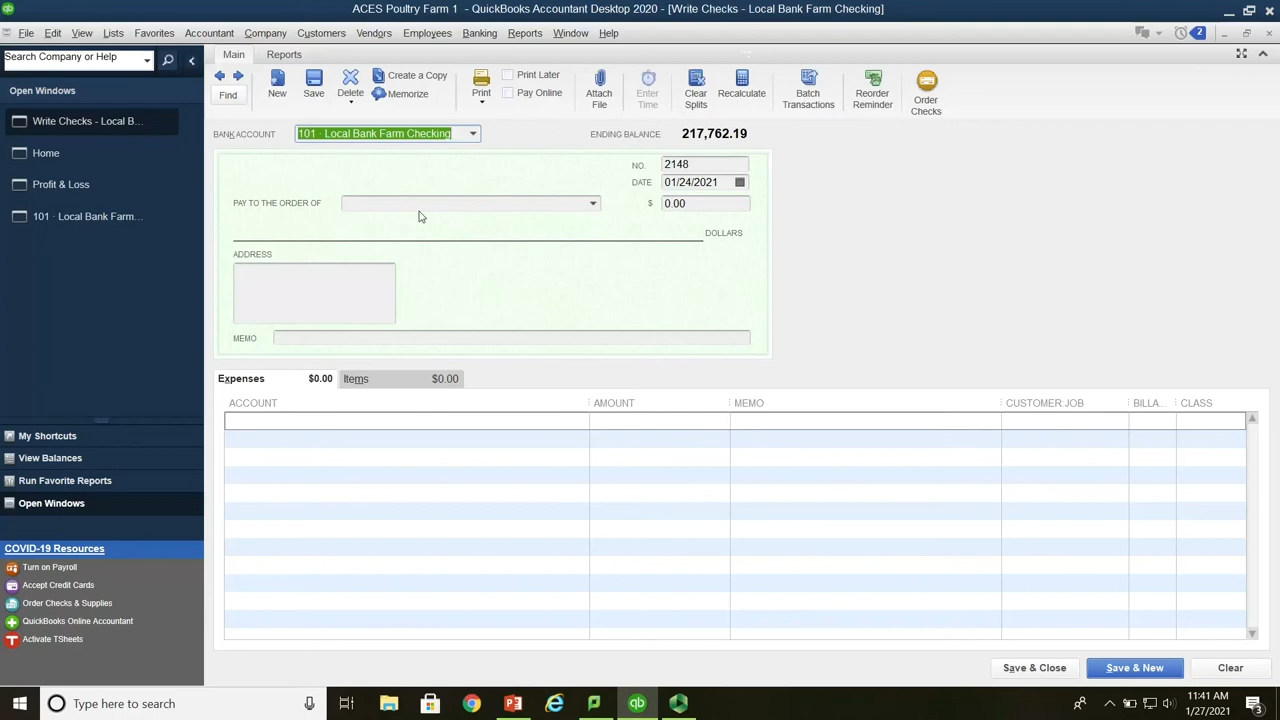 ACES Poultry Farm 1 - QuickBooks Accountant Desktop 2020 - [Write Checks - Local Bank Farm Checking]
File Edit View Lists Favorites Accountant Company Customers Vendors Employees Banking Reports Window Help
2
Search Company or Help
Main Reports
Open Windows
Find
New
Save
Delete
Create a Copy
Memorize
Print
Print Later
Pay Online
Attach File
Enter Time
Clear Splits
Recalculate
Batch Transactions
Reorder Reminder
Order Checks
Write Checks - Local B...
Home
Profit & Loss
101 · Local Bank Farm...
BANK ACCOUNT 101 · Local Bank Farm Checking ENDING BALANCE 217,762.19
NO. 2148
DATE 01/24/2021
PAY TO THE ORDER OF $ 0.00
DOLLARS
ADDRESS
MEMO
Expenses $0.00 Items $0.00
ACCOUNT AMOUNT MEMO CUSTOMER:JOB BILLA... CLASS
My Shortcuts
View Balances
Run Favorite Reports
Open Windows
COVID-19 Resources
Turn on Payroll
Accept Credit Cards
Order Checks & Supplies
QuickBooks Online Accountant
Activate TSheets
Save & Close Save & New Clear
Type here to search
11:41 AM
1/27/2021
3